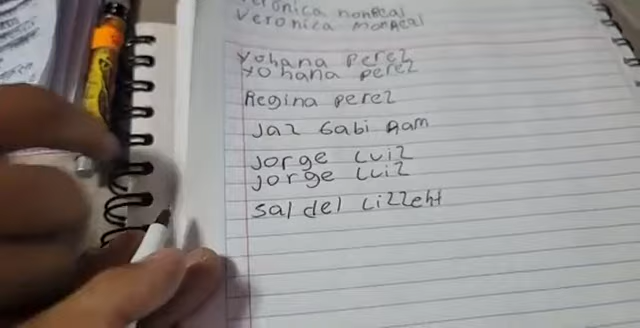 Veronica monReal
Veronica monReal
Yohana perez
Yohana perez
Regina perez
Jaz Gabi Ram
Jorge Luiz
Jorge Luiz
Sal del Lizzeht